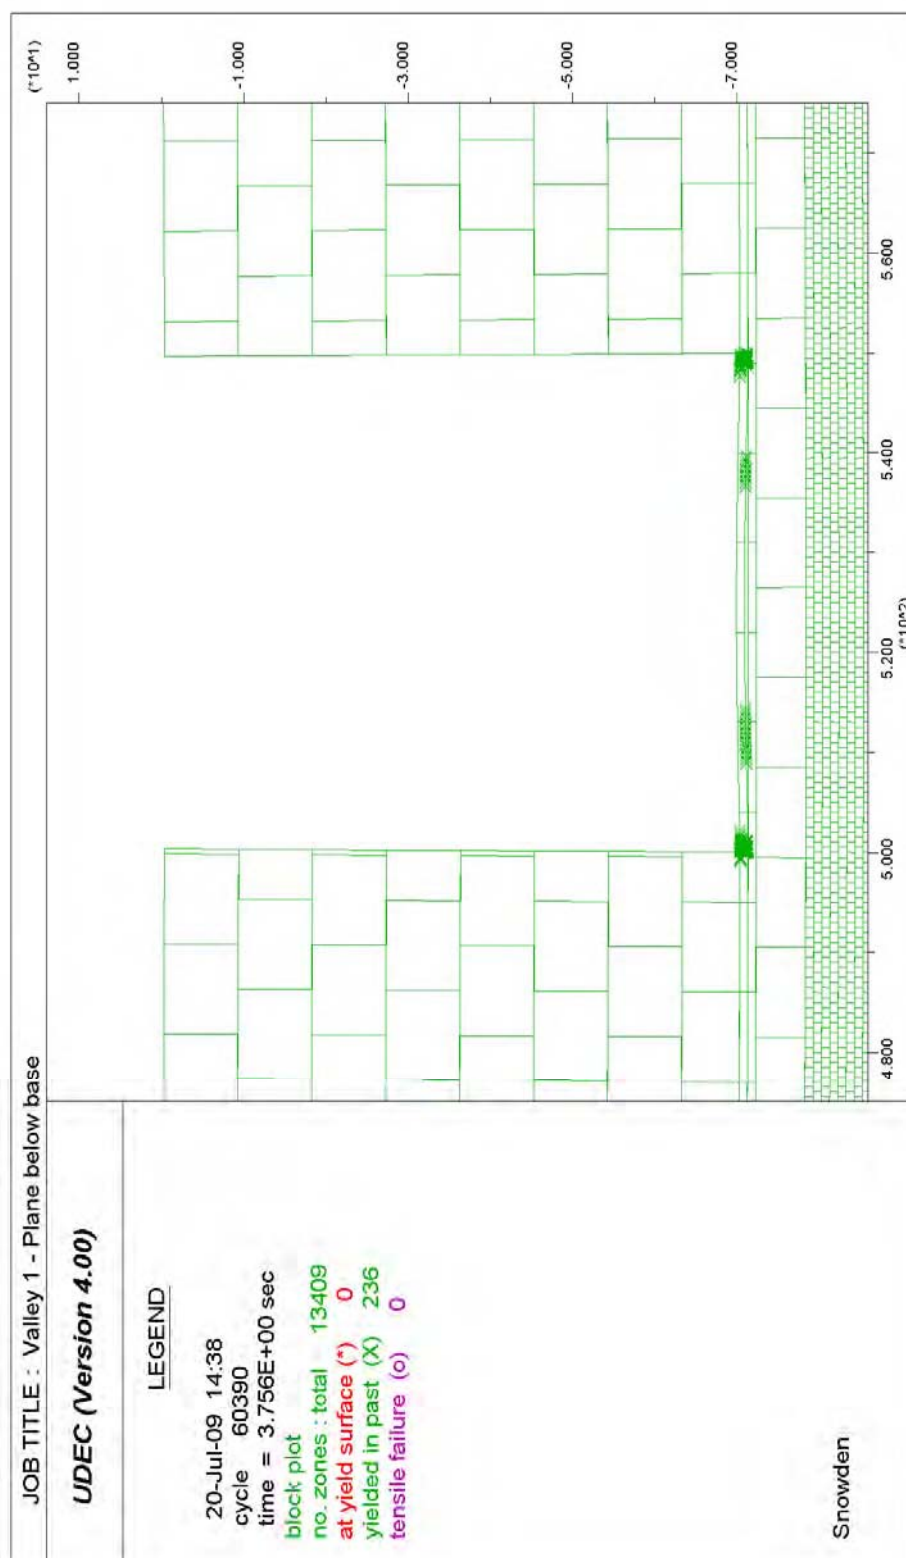 JOB TITLE : Valley 1 - Plane below base
(*10^1)
UDEC (Version 4.00)
LEGEND
20-Jul-09 14:38
cycle 60390
time = 3.756E+00 sec
block plot
no. zones : total 13409
at yield surface (*) 0
yielded in past (X) 236
tensile failure (o) 0
Snowden
1.000
-1.000
-3.000
-5.000
-7.000
4.800
5.000
5.200
5.400
5.600
(*10^2)